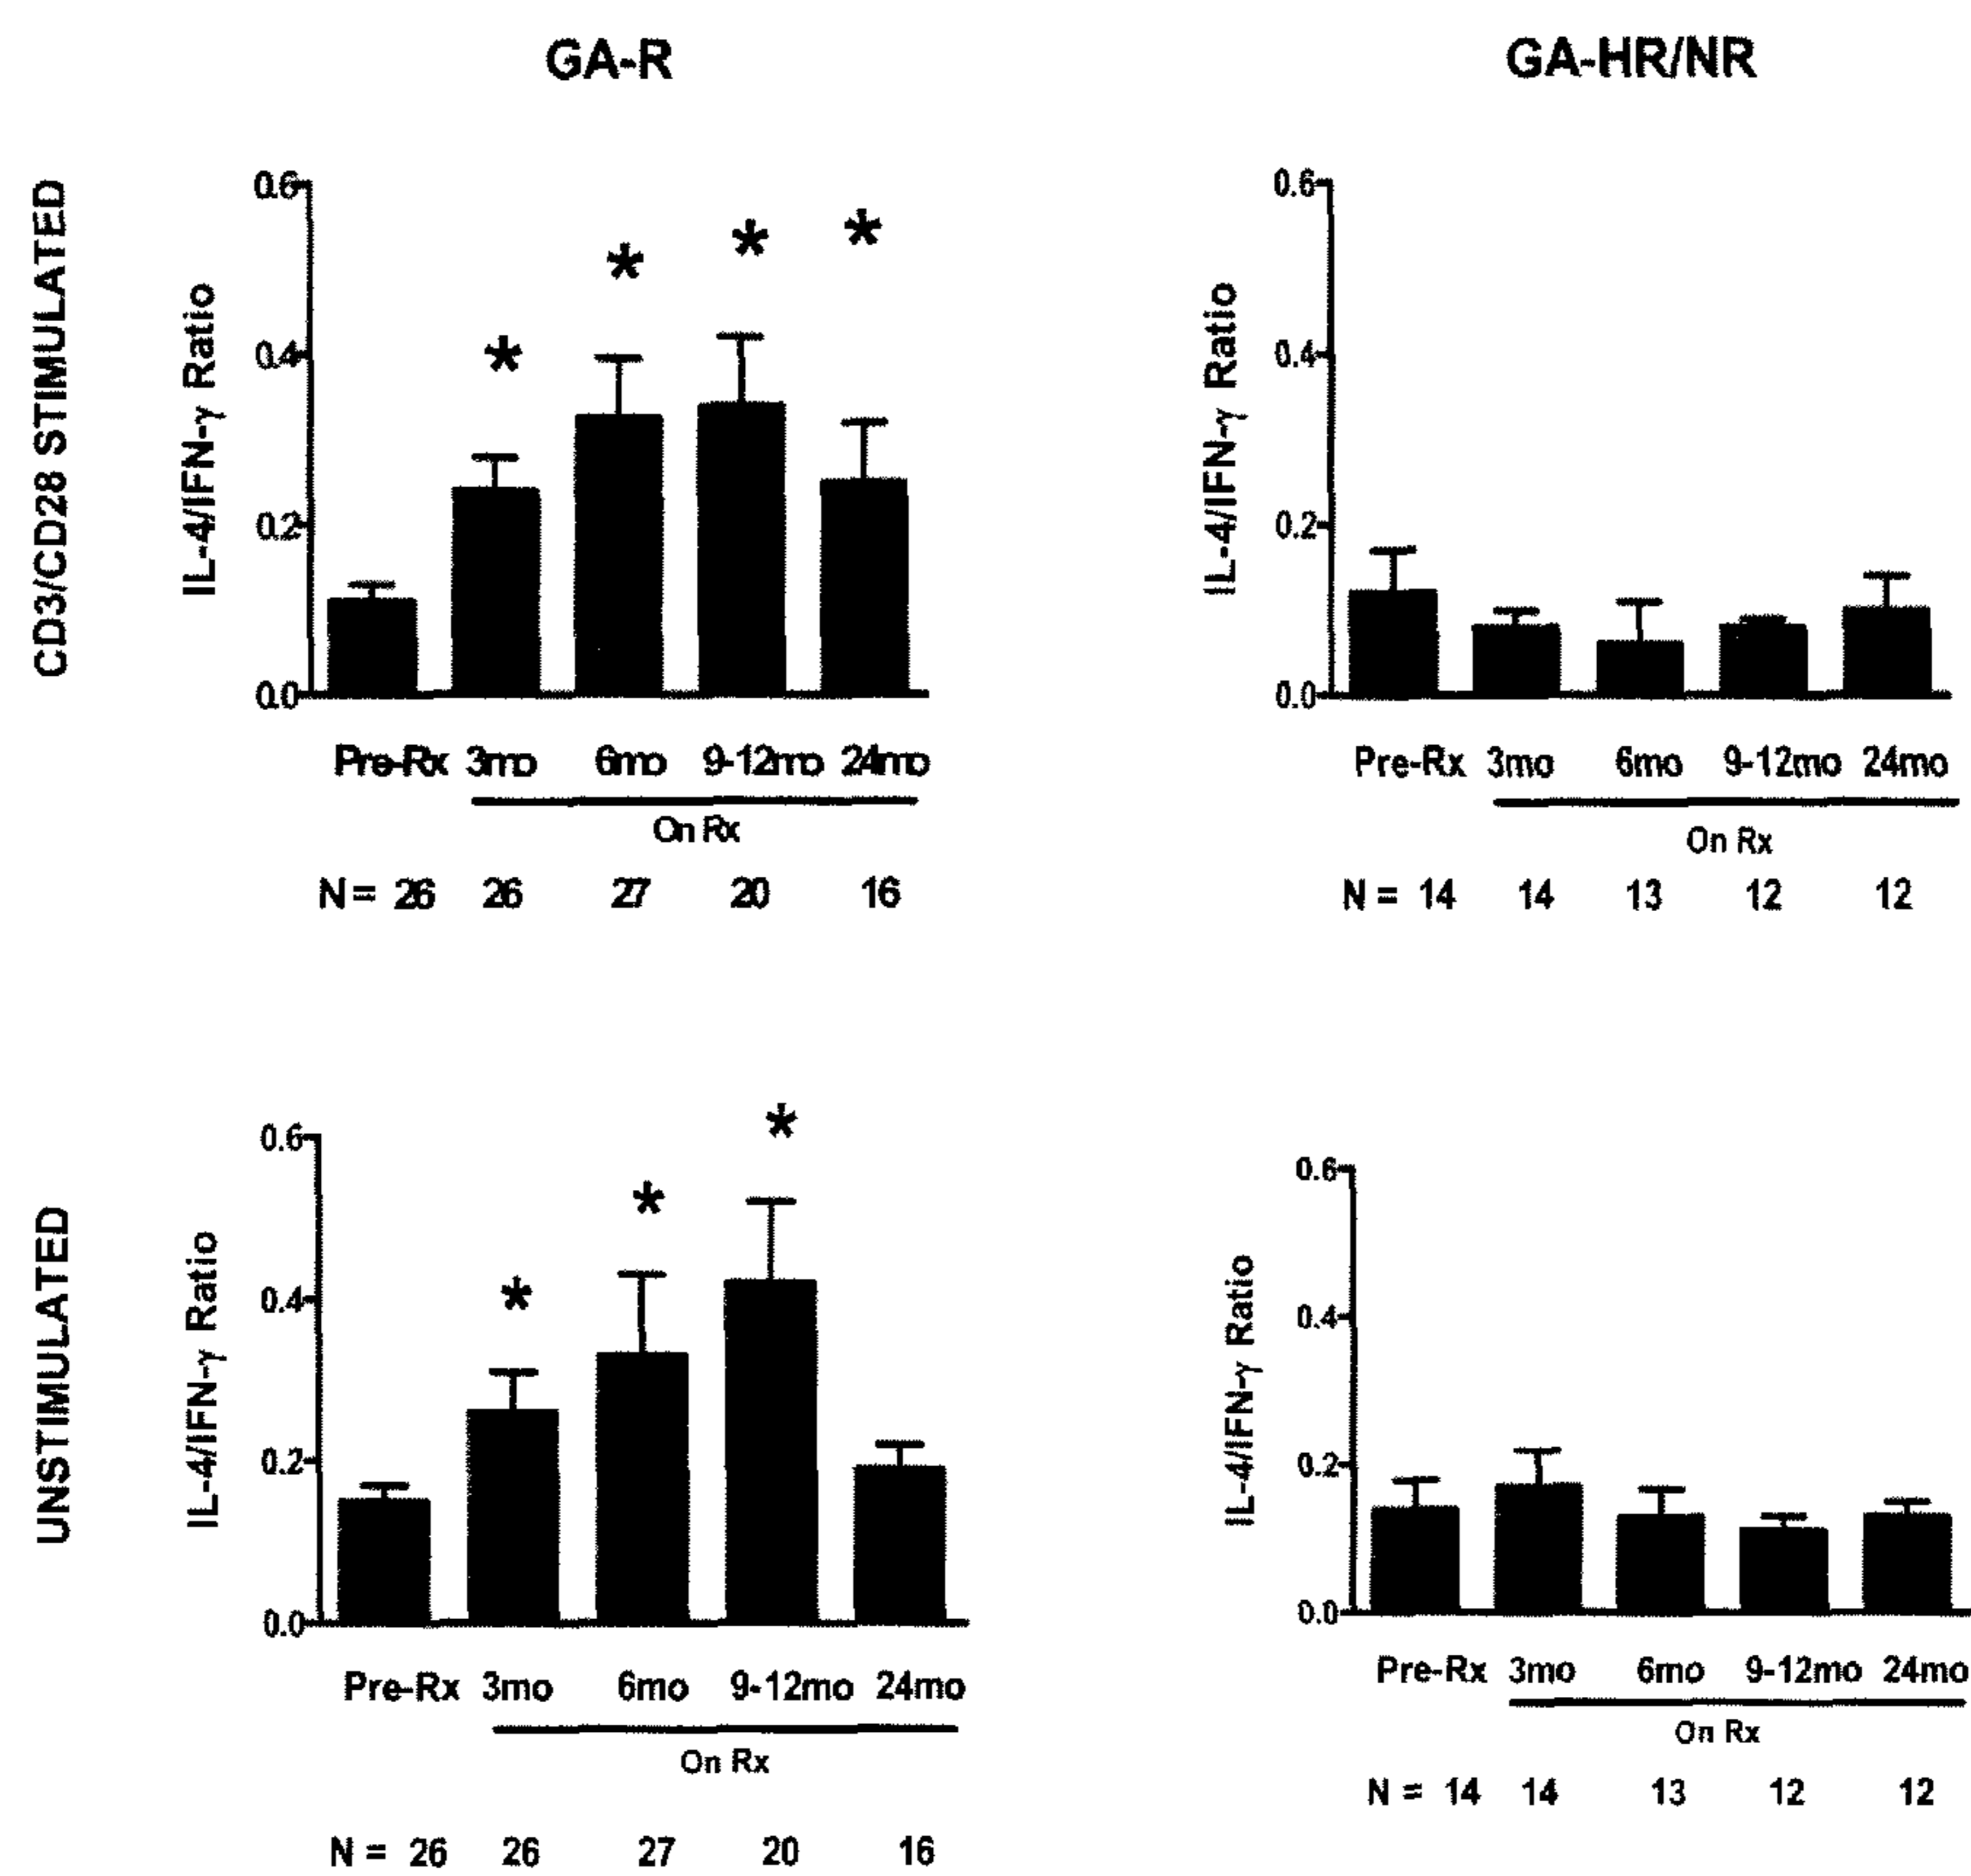 GA-R
GA-HR/NR
CD3/CD28 STIMULATED
IL-4/IFN-γ Ratio
0.6
*
*
*
*
0.4
0.2
0.0
Pre-Rx 3mo 6mo 9-12mo 24mo
On Rx
N = 26 26 27 20 16
IL-4/IFN-γ Ratio
0.6
0.4
0.2
0.0
Pre-Rx 3mo 6mo 9-12mo 24mo
On Rx
N = 14 14 13 12 12
UNSTIMULATED
IL-4/IFN-γ Ratio
0.6
*
*
*
0.4
0.2
0.0
Pre-Rx 3mo 6mo 9-12mo 24mo
On Rx
N = 26 26 27 20 16
IL-4/IFN-γ Ratio
0.6
0.4
0.2
0.0
Pre-Rx 3mo 6mo 9-12mo 24mo
On Rx
N = 14 14 13 12 12